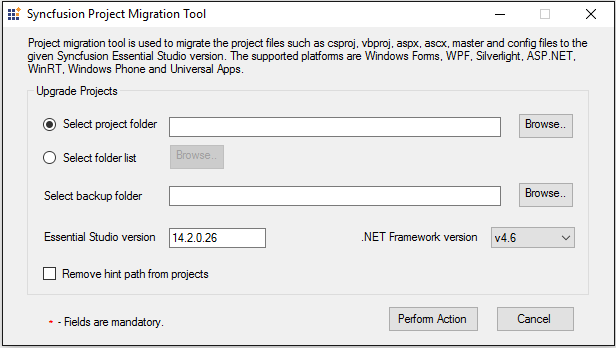 Syncfusion Project Migration Tool
Project migration tool is used to migrate the project files such as csproj, vbproj, aspx, ascx, master and config files to the
given Syncfusion Essential Studio version. The supported platforms are Windows Forms, WPF, Silverlight, ASP.NET,
WinRT, Windows Phone and Universal Apps.
Upgrade Projects
Select project folder Browse..
Select folder list Browse..
Select backup folder Browse..
Essential Studio version 14.2.0.26 .NET Framework version v4.6
Remove hint path from projects
- - Fields are mandatory. Perform Action Cancel